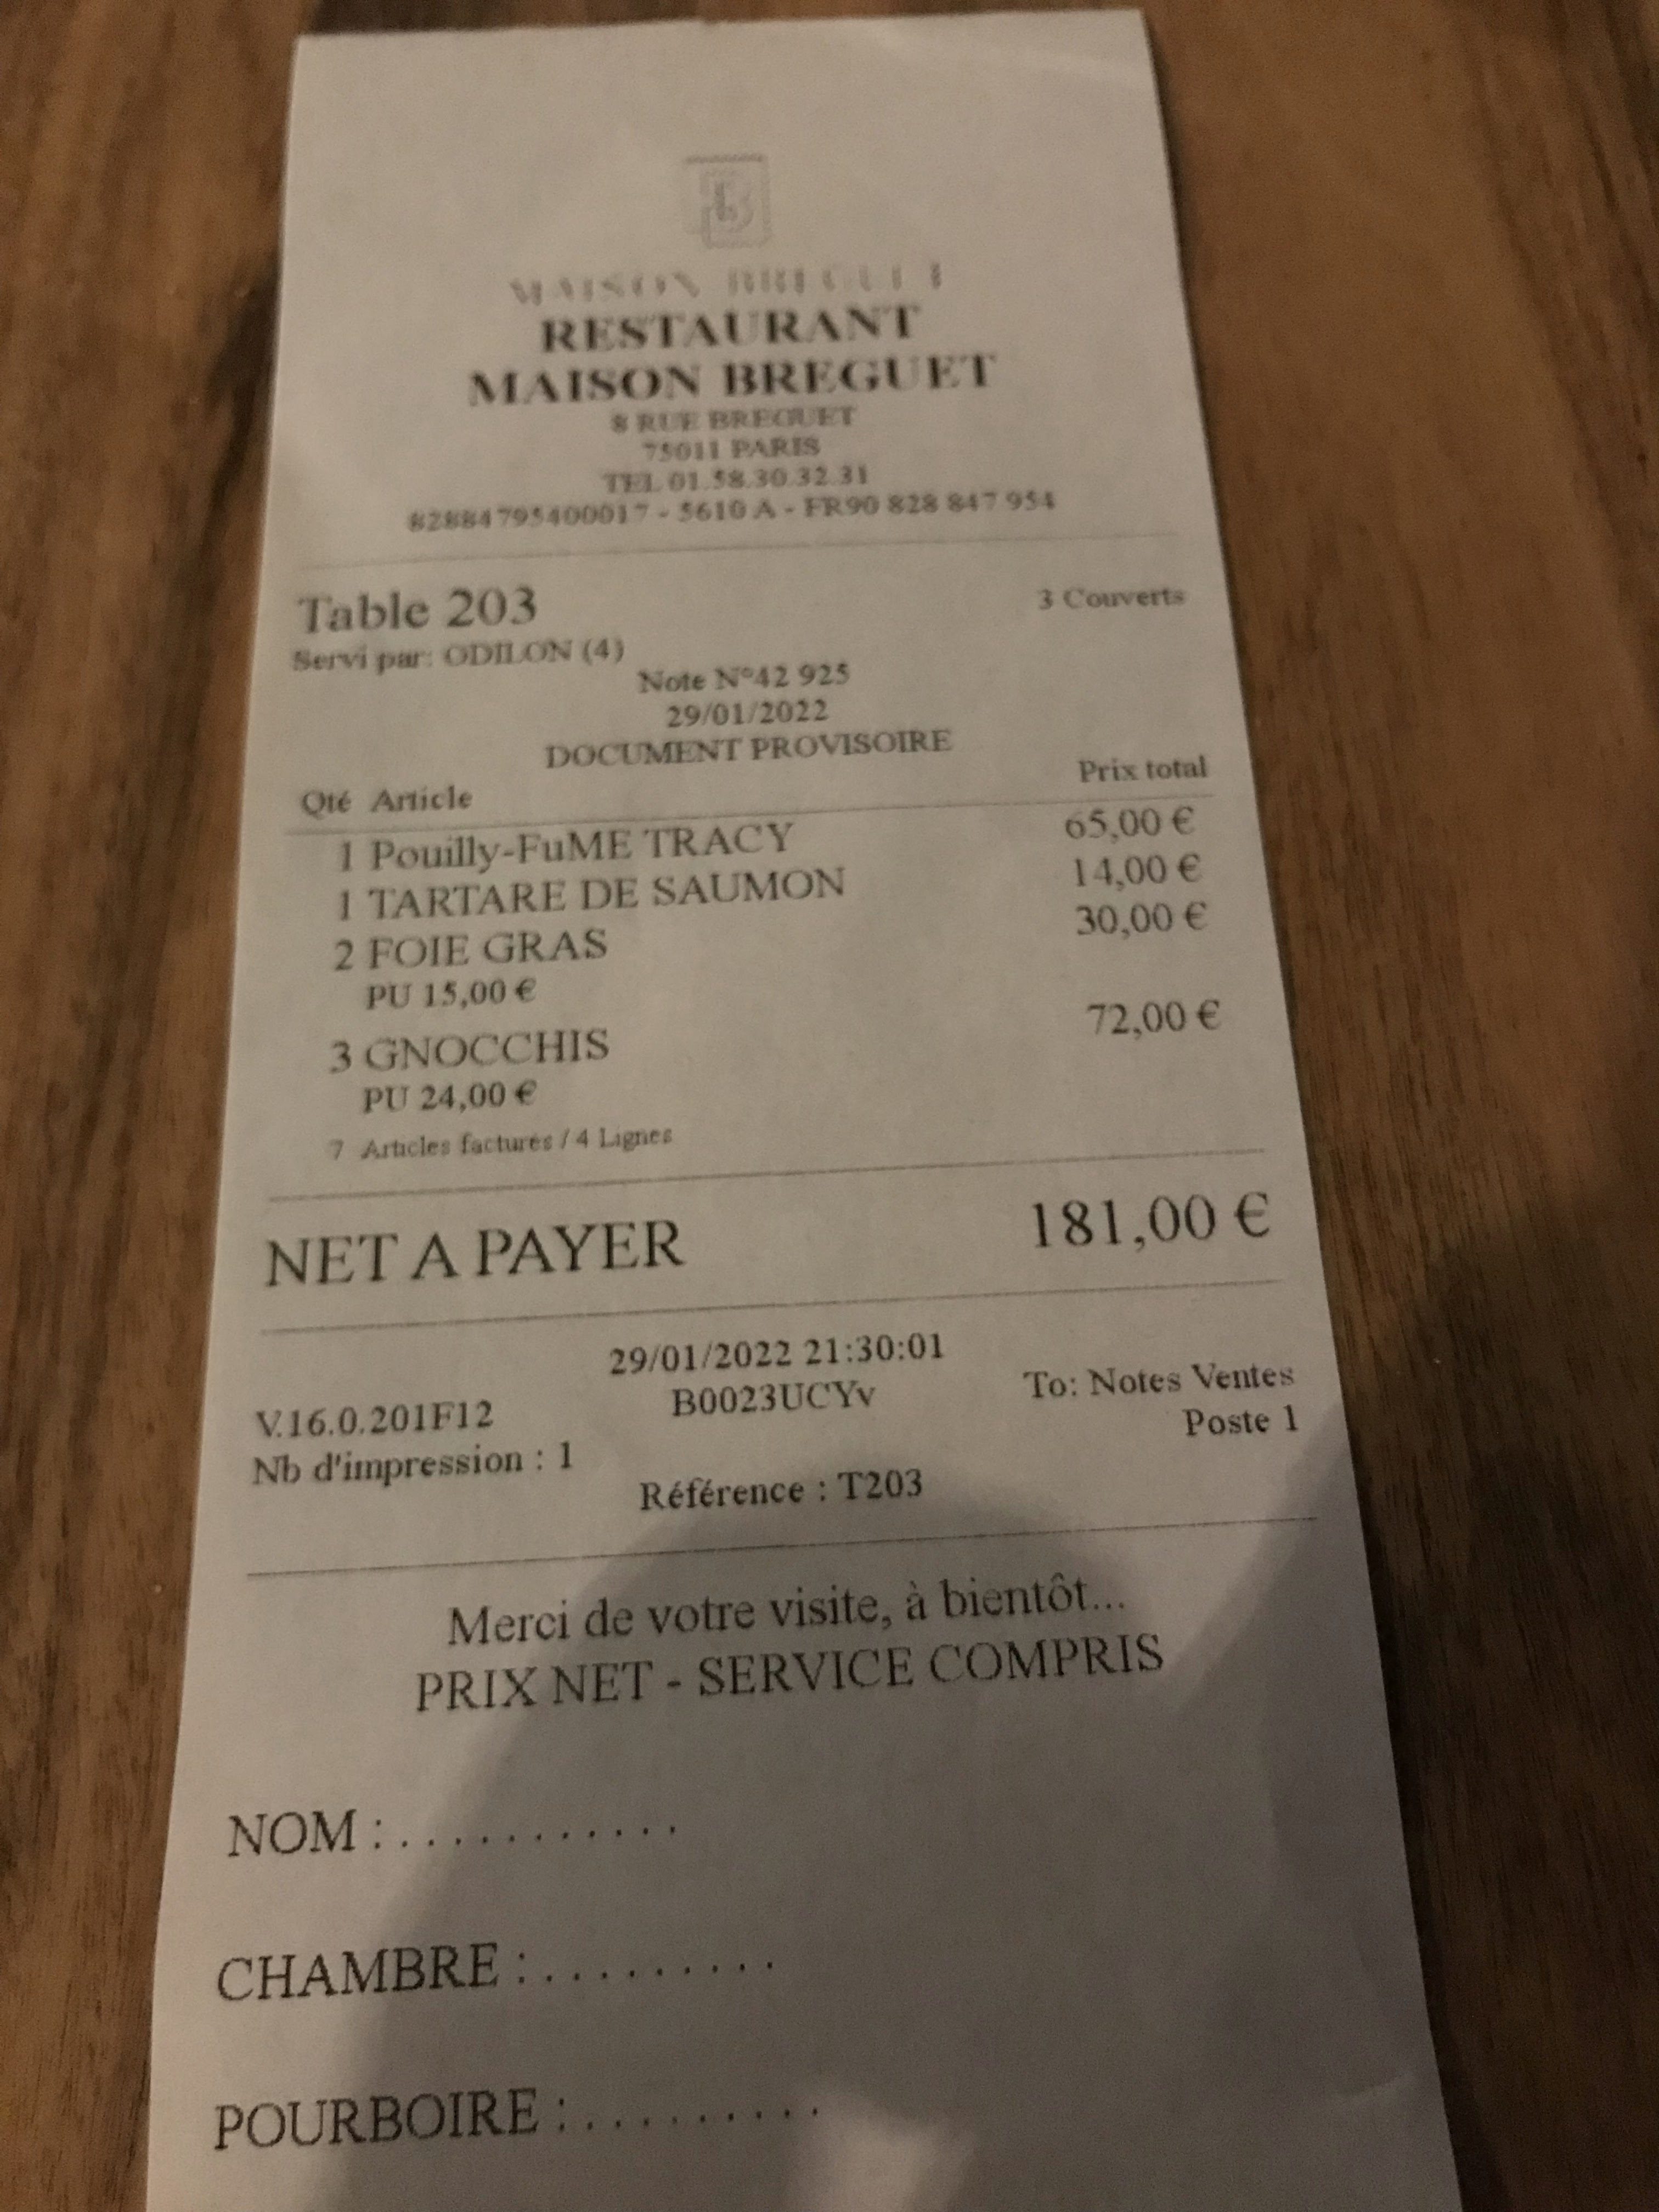 MAISON BREGUET
RESTAURANT
MAISON BREGUET
8 RUE BREGUET
75011 PARIS
TEL 01.58.30.32.31
82884795400017 - 5610 A - FR90 828 847 954
Table 203 3 Couverts
Servi par: ODILON (4)
Note N°42 925
29/01/2022
DOCUMENT PROVISOIRE
Qté Article Prix total
1 Pouilly-FuME TRACY 65,00 €
1 TARTARE DE SAUMON 14,00 €
2 FOIE GRAS 30,00 €
PU 15,00 €
3 GNOCCHIS 72,00 €
PU 24,00 €
7 Articles facturés / 4 Lignes
NET A PAYER 181,00 €
29/01/2022 21:30:01
V.16.0.201F12 B0023UCYv To: Notes Ventes
Nb d'impression : 1 Poste 1
Référence : T203
Merci de votre visite, à bientôt...
PRIX NET - SERVICE COMPRIS
NOM :...........
CHAMBRE :..........
POURBOIRE :..........